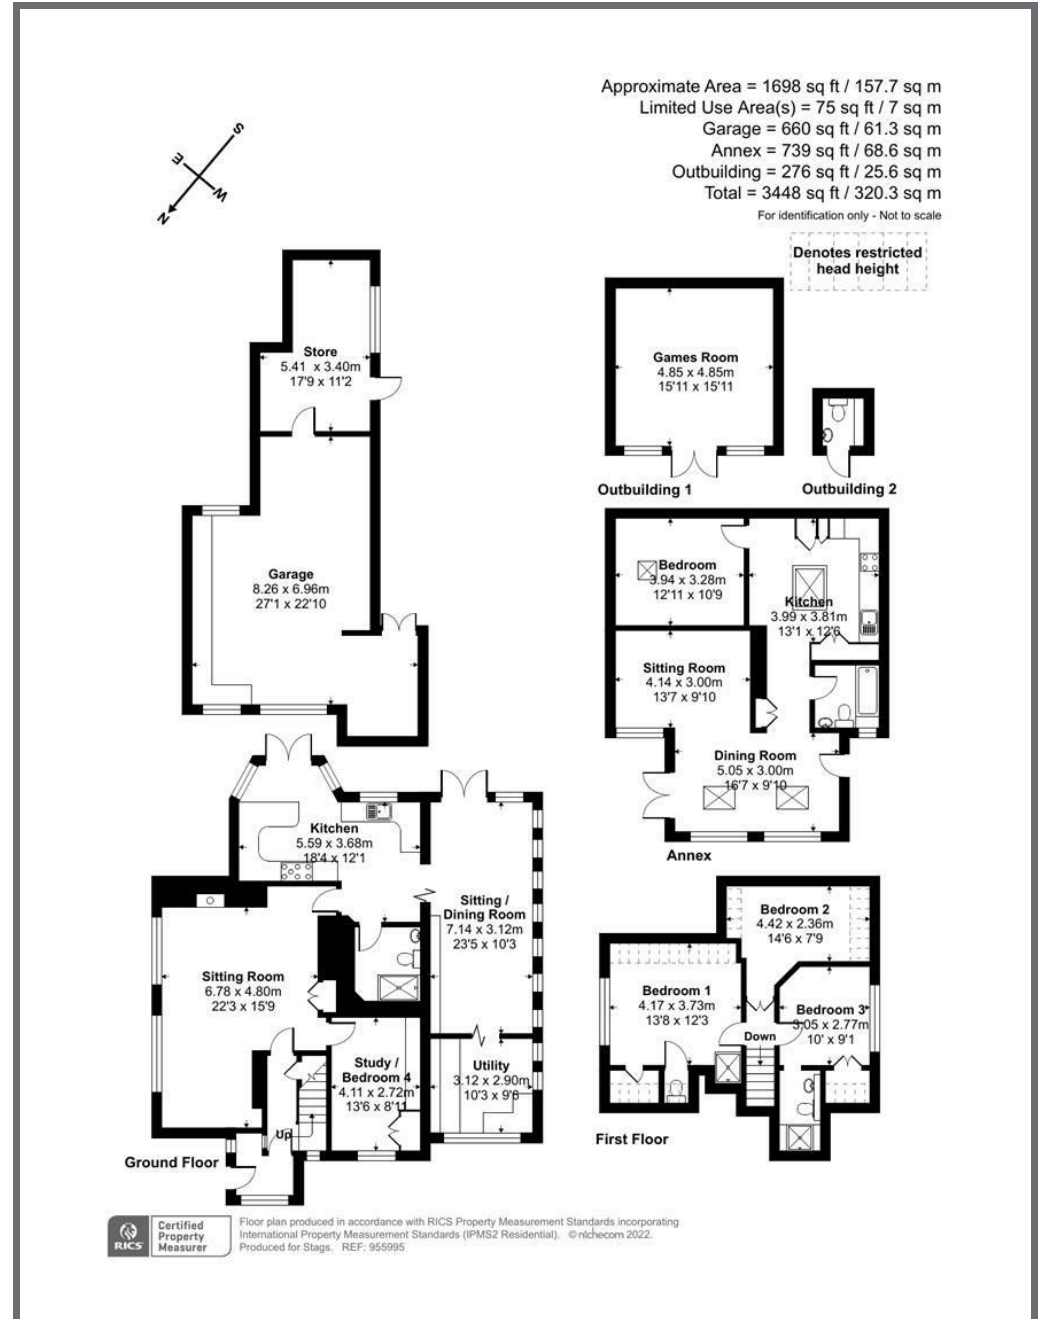 Approximate Area = 1698 sq ft / 157.7 sq m
Limited Use Area(s) = 75 sq ft / 7 sq m
Garage = 660 sq ft / 61.3 sq m
Annex = 739 sq ft / 68.6 sq m
Outbuilding = 276 sq ft / 25.6 sq m
Total = 3448 sq ft / 320.3 sq m
For identification only - Not to scale
S
E
W
N
Denotes restricted
head height
Store
5.41 x 3.40m
17'9 x 11'2
Games Room
4.85 x 4.85m
15'11 x 15'11
Outbuilding 1
Outbuilding 2
Garage
8.26 x 6.96m
27'1 x 22'10
Bedroom
3.94 x 3.28m
12'11 x 10'9
Kitchen
3.99 x 3.81m
13'1 x 12'6
Sitting Room
4.14 x 3.00m
13'7 x 9'10
Dining Room
5.05 x 3.00m
16'7 x 9'10
Annex
Kitchen
5.59 x 3.68m
18'4 x 12'1
Sitting /
Dining Room
7.14 x 3.12m
23'5 x 10'3
Sitting Room
6.78 x 4.80m
22'3 x 15'9
Study /
Bedroom 4
4.11 x 2.72m
13'6 x 8'11
Utility
3.12 x 2.90m
10'3 x 9'6
Up
Ground Floor
Bedroom 2
4.42 x 2.36m
14'6 x 7'9
Bedroom 1
4.17 x 3.73m
13'8 x 12'3
Bedroom 3
3.05 x 2.77m
10' x 9'1
Down
First Floor
RICS
Certified
Property
Measurer
Floor plan produced in accordance with RICS Property Measurement Standards incorporating
International Property Measurement Standards (IPMS2 Residential). © nichecom 2022.
Produced for Stags. REF: 955995